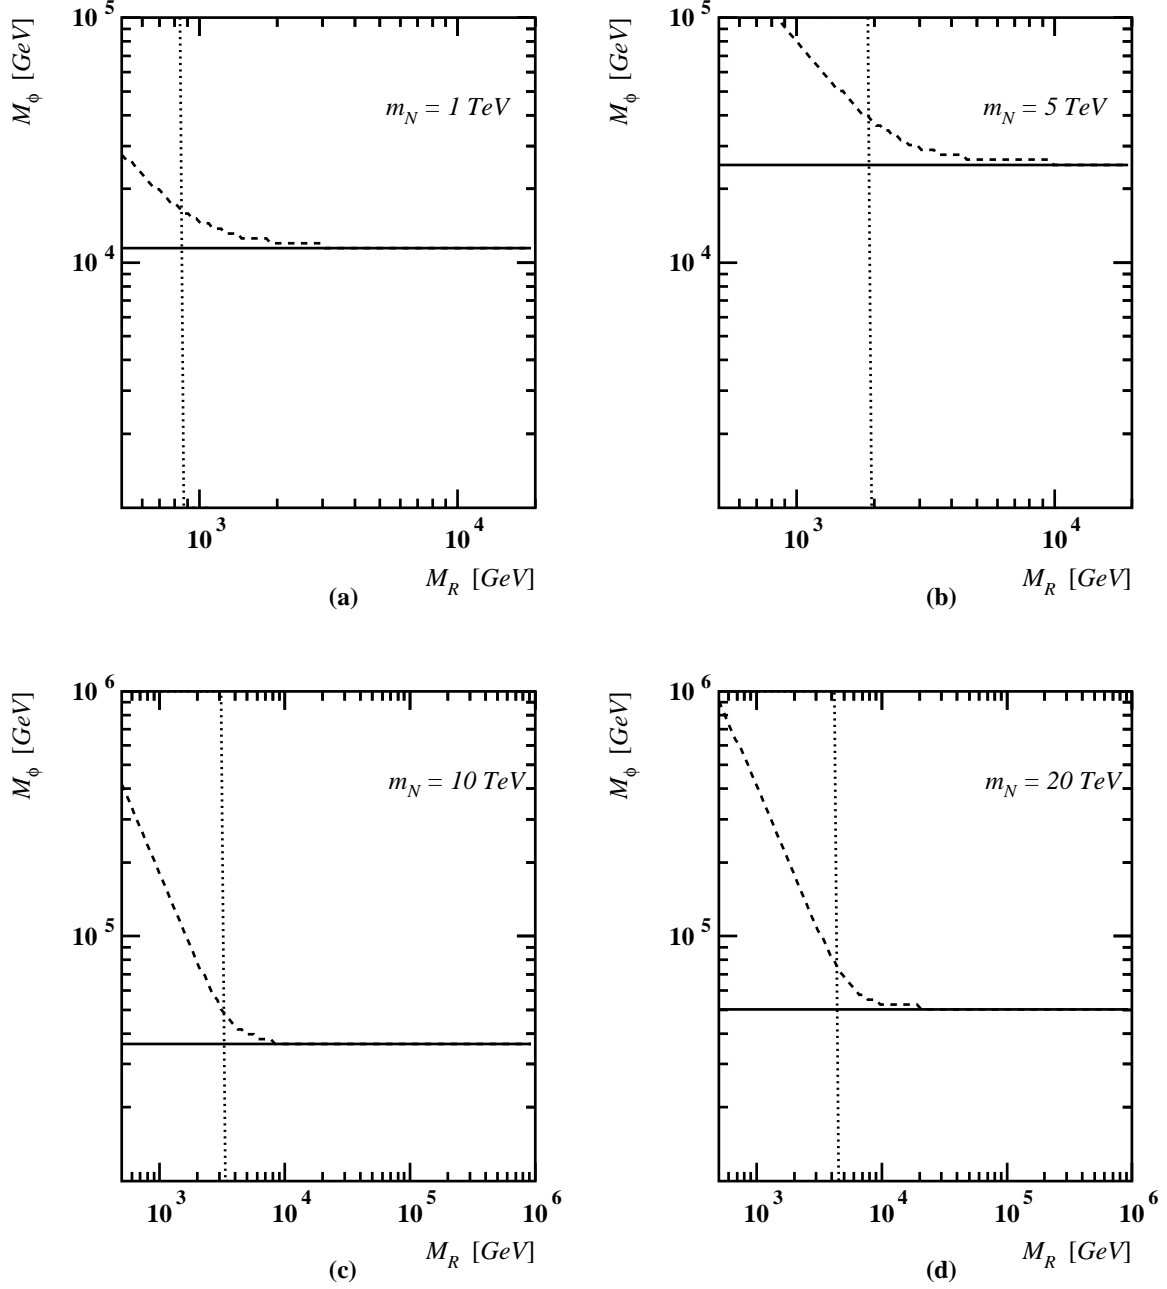 10^5
M_ϕ [GeV]
m_N = 1 TeV
10^4
10^3 10^4
M_R [GeV]
(a)
10^5
M_ϕ [GeV]
m_N = 5 TeV
10^4
10^3 10^4
M_R [GeV]
(b)
10^6
M_ϕ [GeV]
m_N = 10 TeV
10^5
10^3 10^4 10^5 10^6
M_R [GeV]
(c)
10^6
M_ϕ [GeV]
m_N = 20 TeV
10^5
10^3 10^4 10^5 10^6
M_R [GeV]
(d)